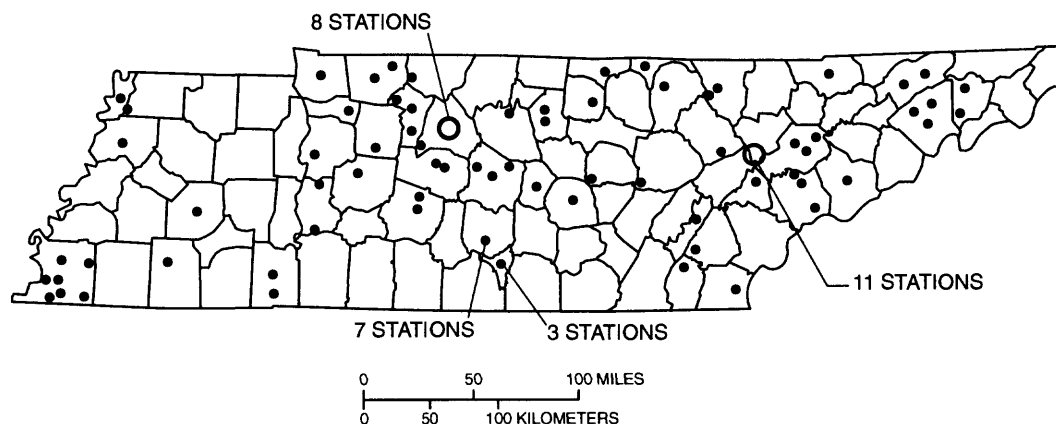 8 STATIONS
11 STATIONS
7 STATIONS
3 STATIONS
0 50 100 MILES
0 50 100 KILOMETERS